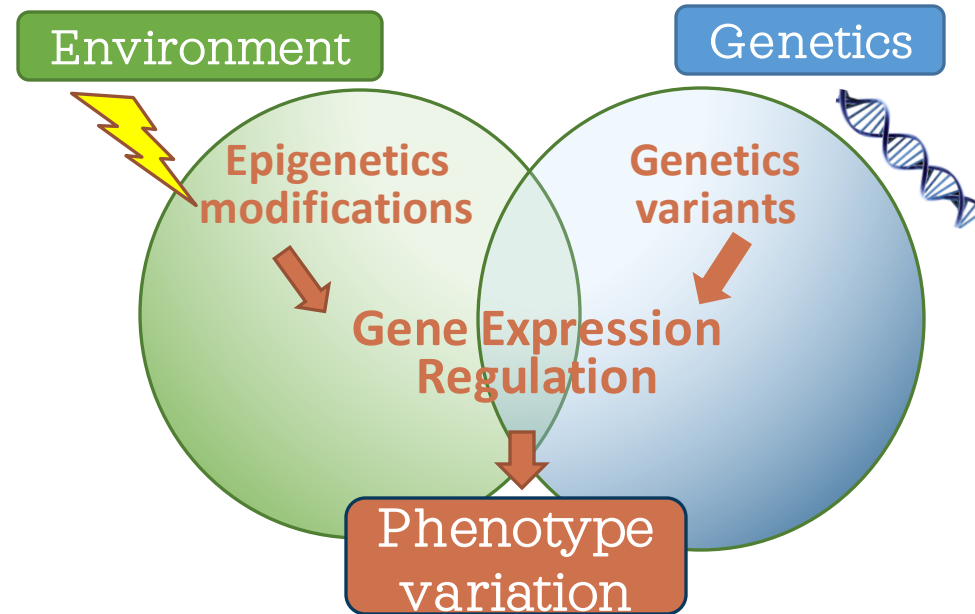 Environment
Genetics
Epigenetics
modifications
Genetics
variants
Gene Expression
Regulation
Phenotype
variation